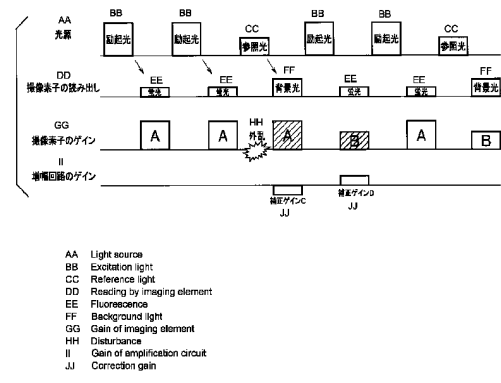 AA
光源
BB
BB
CC
BB
BB
CC
励起光
励起光
参照光
励起光
励起光
参照光
DD
撮像素子の読み出し
EE
EE
FF
EE
EE
FF
蛍光
蛍光
背景光
蛍光
蛍光
背景光
GG
撮像素子のゲイン
A
A
HH
外乱
A
B
A
B
II
増幅回路のゲイン
補正ゲインC
補正ゲインD
JJ
JJ
AA Light source
BB Excitation light
CC Reference light
DD Reading by imaging element
EE Fluorescence
FF Background light
GG Gain of imaging element
HH Disturbance
II Gain of amplification circuit
JJ Correction gain